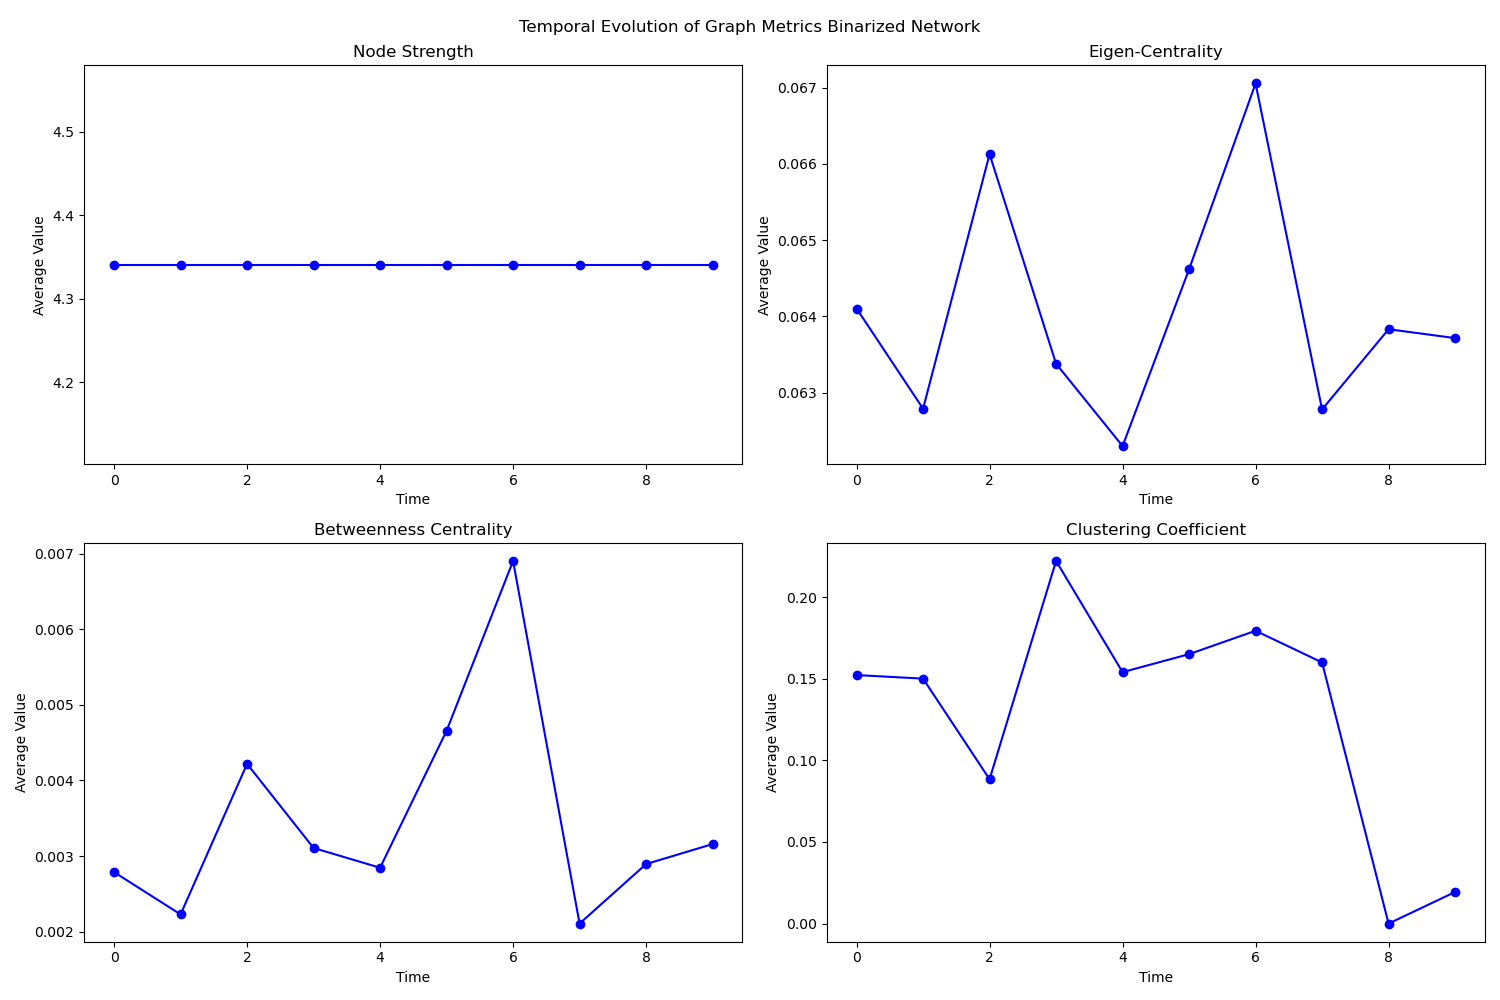 Temporal Evolution of Graph Metrics Binarized Network
Node Strength
Average Value
4.5
4.4
4.3
4.2
0 2 4 6 8
Time
Eigen-Centrality
Average Value
0.067
0.066
0.065
0.064
0.063
0 2 4 6 8
Time
Betweenness Centrality
Average Value
0.007
0.006
0.005
0.004
0.003
0.002
0 2 4 6 8
Time
Clustering Coefficient
Average Value
0.20
0.15
0.10
0.05
0.00
0 2 4 6 8
Time